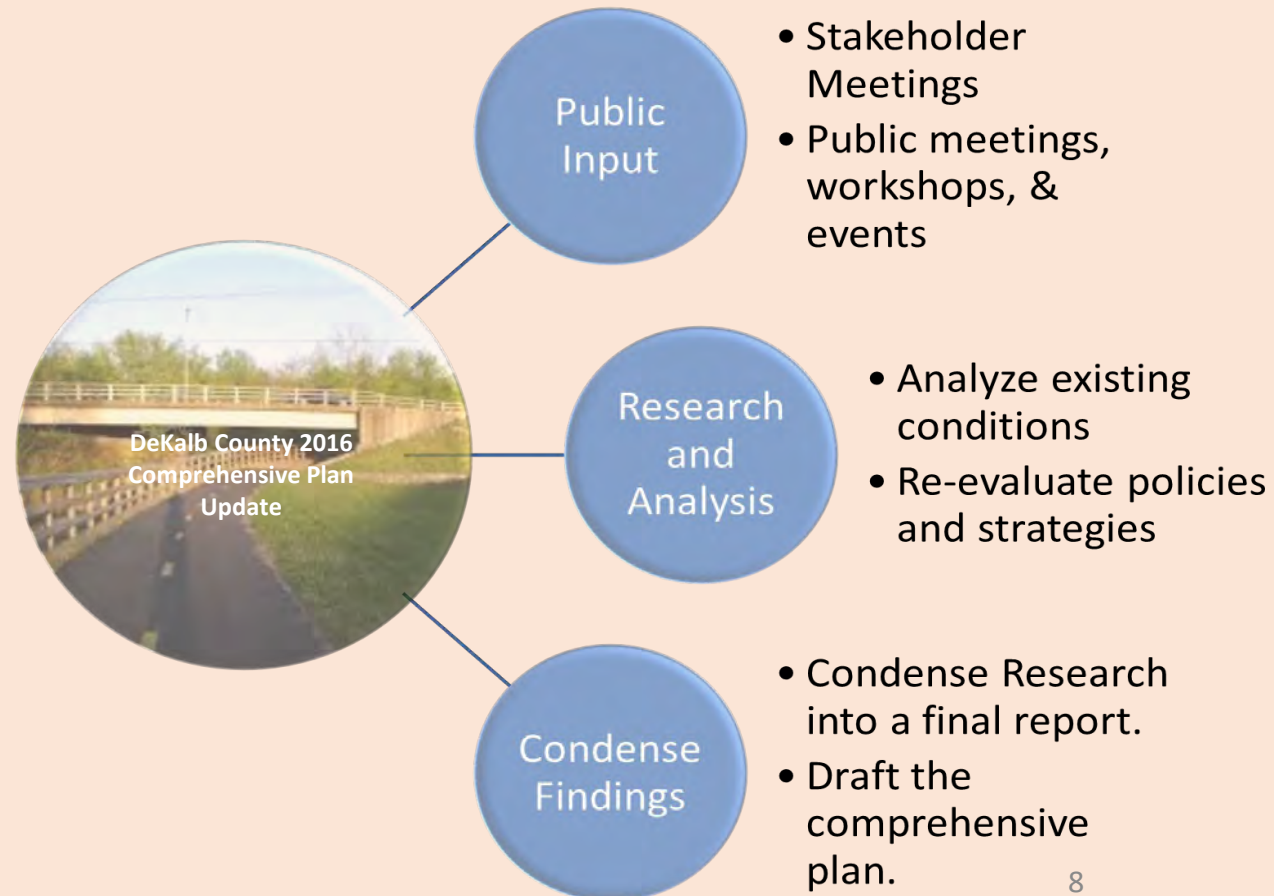 DeKalb County 2016
Comprehensive Plan
Update
Public
Input
• Stakeholder
Meetings
• Public meetings,
workshops, &
events
Research
and
Analysis
• Analyze existing
conditions
• Re-evaluate policies
and strategies
Condense
Findings
• Condense Research
into a final report.
• Draft the
comprehensive
plan.
8